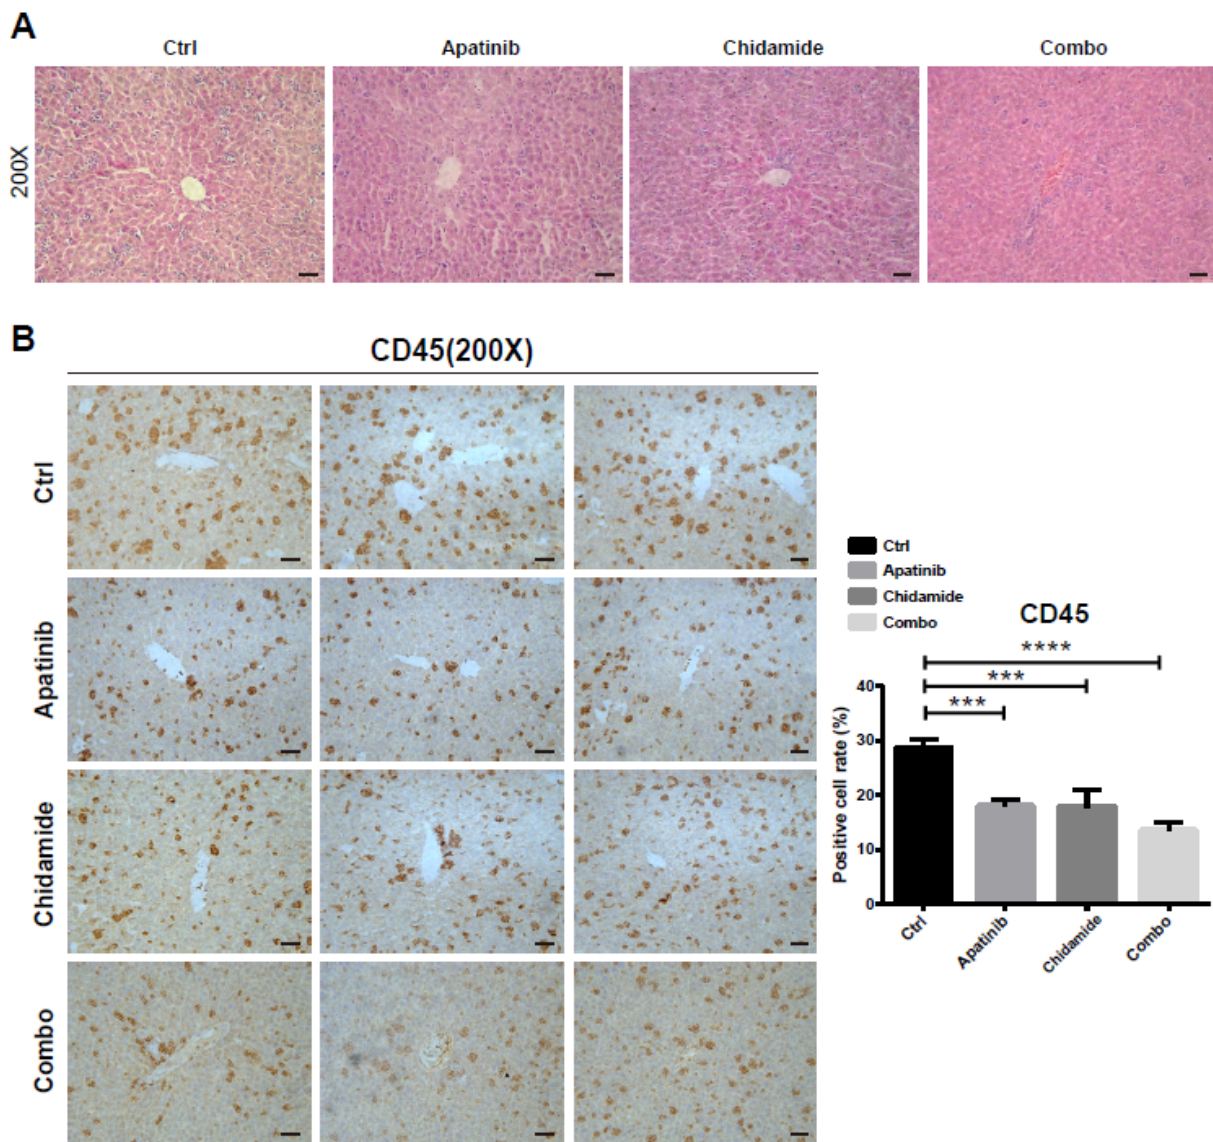 A
Ctrl
Apatinib
Chidamide
Combo
200X
B
CD45(200X)
Ctrl
Apatinib
Chidamide
Combo
Ctrl
Apatinib
Chidamide
Combo
CD45
****
***
***
Positive cell rate (%)
40
30
20
10
0
Ctrl
Apatinib
Chidamide
Combo